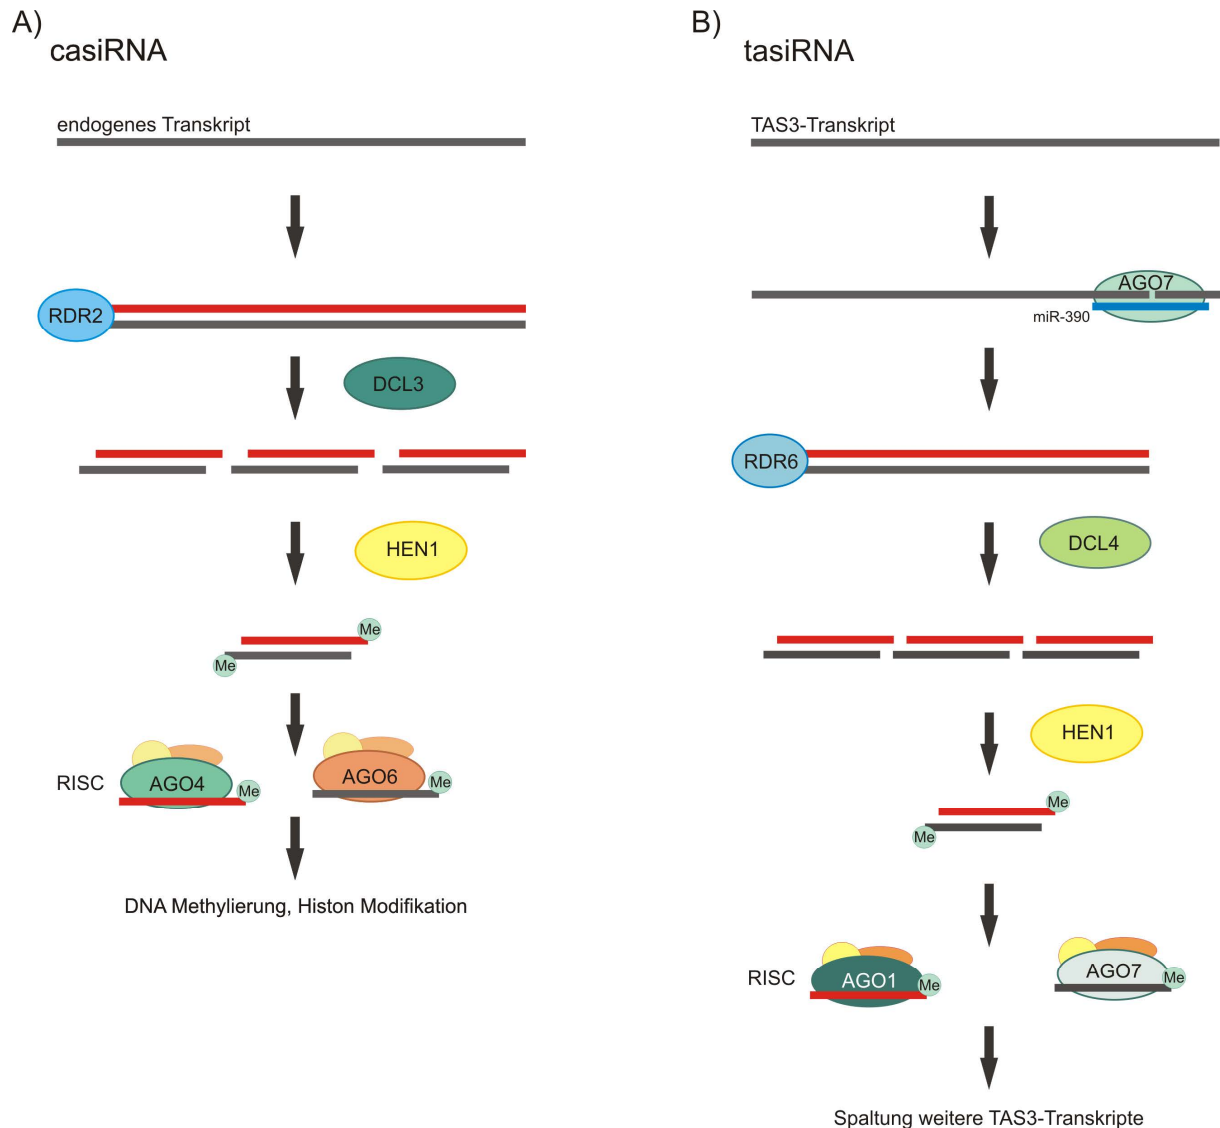 A)
casiRNA
endogenes Transkript
RDR2
DCL3
HEN1
Me
Me
RISC
AGO4
Me
AGO6
Me
DNA Methylierung, Histon Modifikation
B)
tasiRNA
TAS3-Transkript
AGO7
miR-390
RDR6
DCL4
HEN1
Me
Me
RISC
AGO1
Me
AGO7
Me
Spaltung weitere TAS3-Transkripte